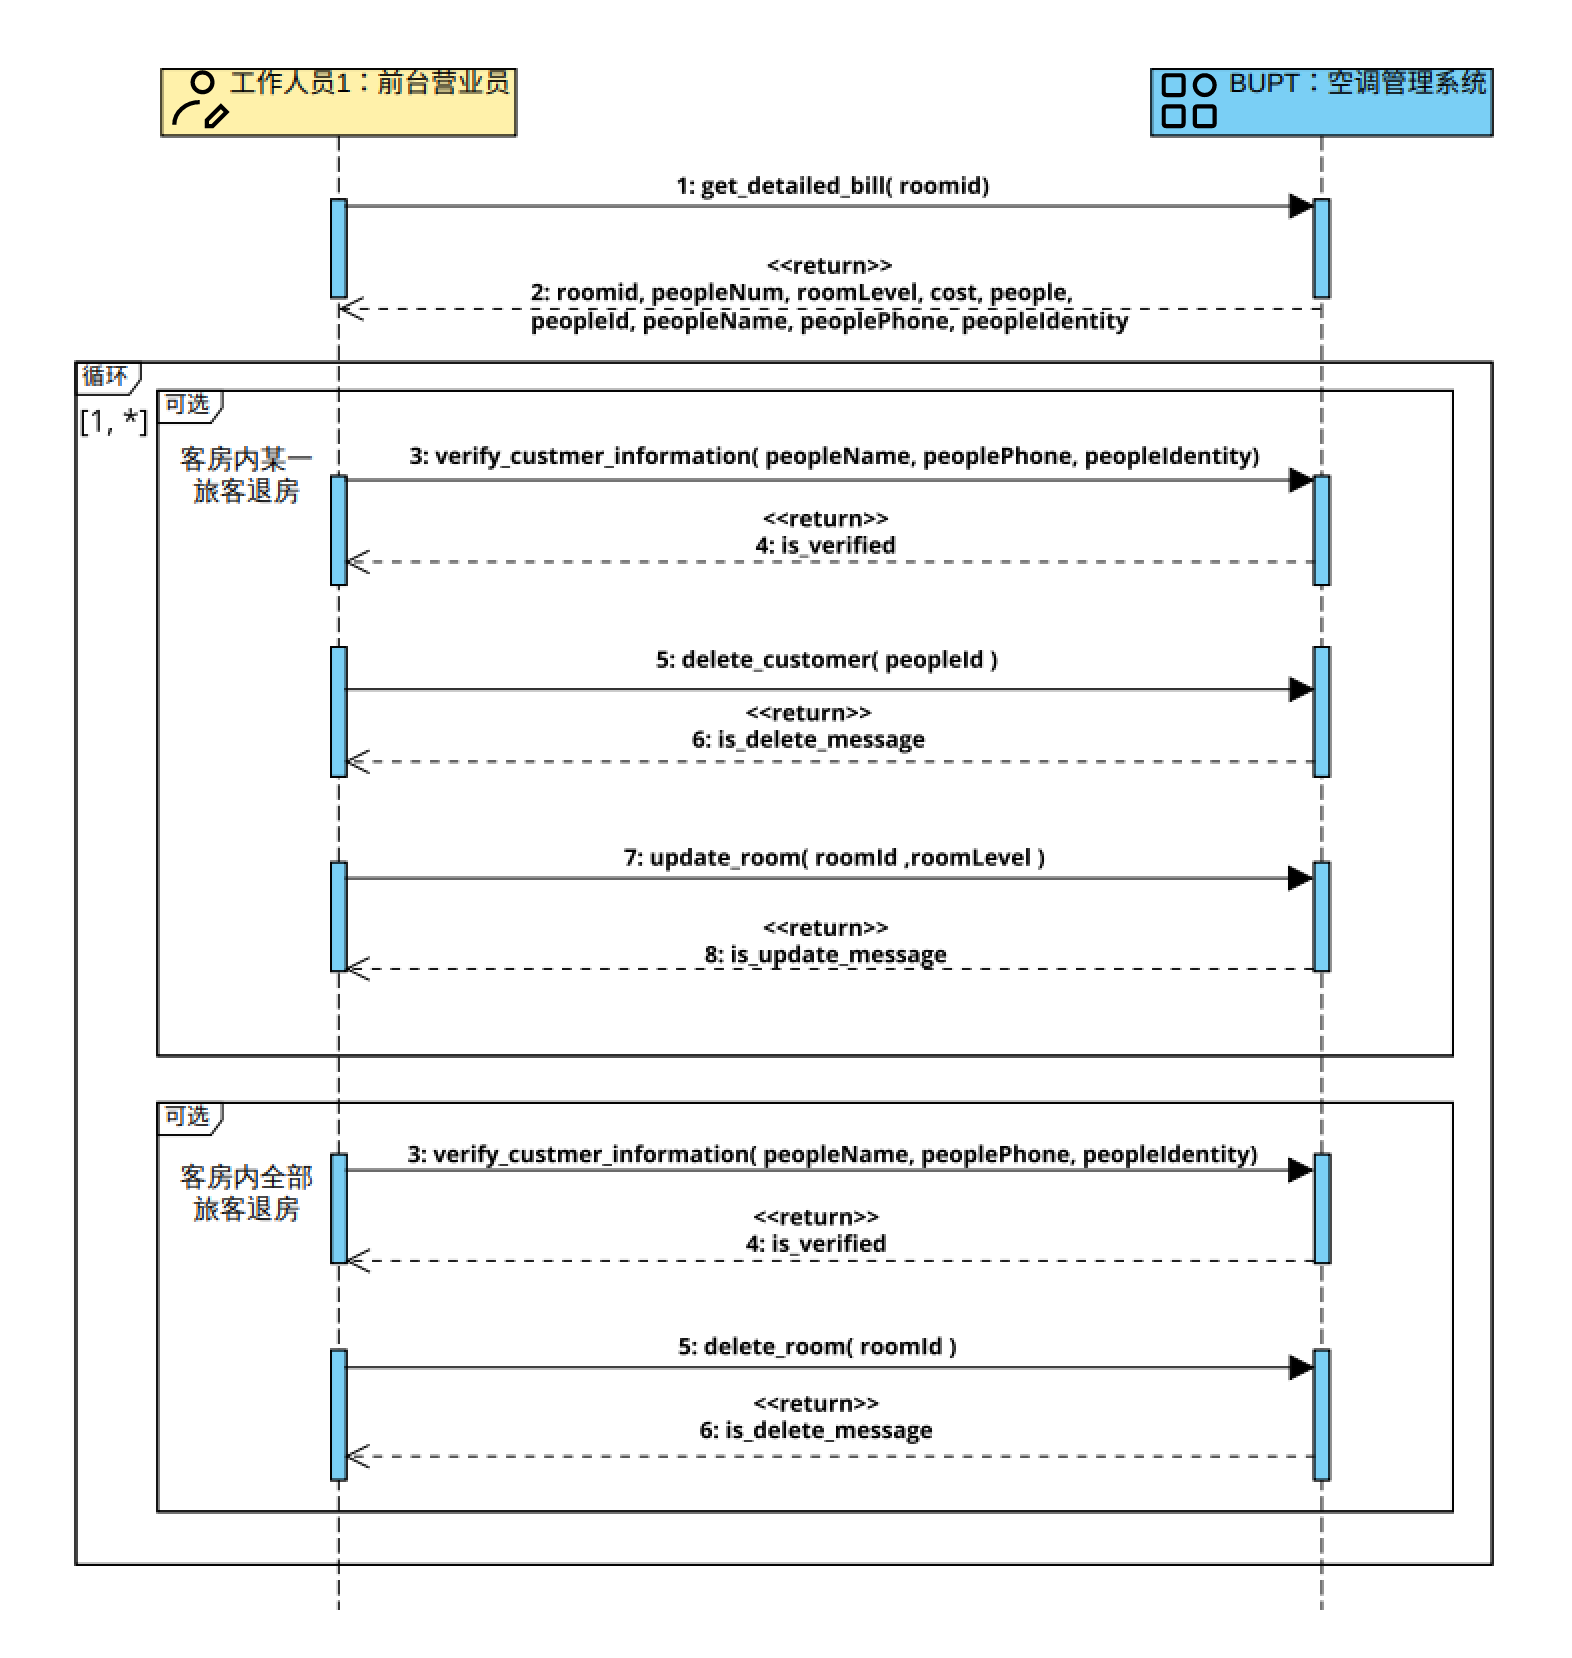 工作人员1：前台营业员
BUPT：空调管理系统
1: get_detailed_bill( roomid)
<<return>>
2: roomid, peopleNum, roomLevel, cost, people,
peopleId, peopleName, peoplePhone, peopleIdentity
循环
[1, *]
可选
客房内某一
旅客退房
3: verify_custmer_information( peopleName, peoplePhone, peopleIdentity)
<<return>>
4: is_verified
5: delete_customer( peopleId )
<<return>>
6: is_delete_message
7: update_room( roomId ,roomLevel )
<<return>>
8: is_update_message
可选
客房内全部
旅客退房
3: verify_custmer_information( peopleName, peoplePhone, peopleIdentity)
<<return>>
4: is_verified
5: delete_room( roomId )
<<return>>
6: is_delete_message